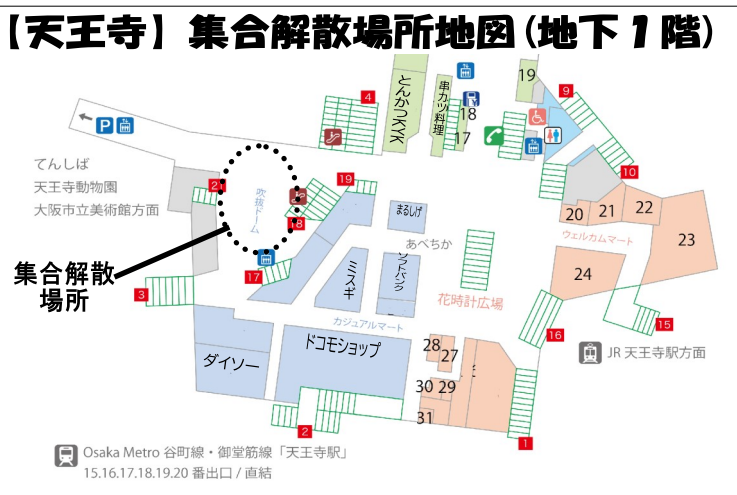 【天王寺】集合解散場所地図(地下１階)
4
19
9
P
とんかつKYK
串カツ料理
18
17
てんしば
天王寺動物園
大阪市立美術館方面
21
吹抜ドーム
19
18
まるしげ
10
20
21
22
23
ウェルカムマート
あべちか
集合解散
場所
17
3
ミスギ
ソフトバンク
24
花時計広場
カジュアルマート
16
15
JR 天王寺駅方面
ダイソー
ドコモショップ
28
27
30
29
31
2
1
Osaka Metro 谷町線・御堂筋線「天王寺駅」
15.16.17.18.19.20 番出口 / 直結